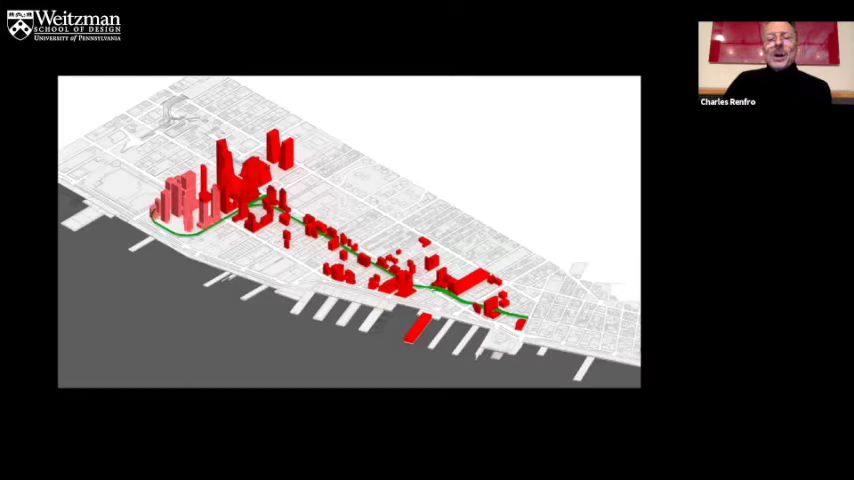 Weitzman
SCHOOL OF DESIGN
UNIVERSITY of PENNSYLVANIA
Charles Renfro